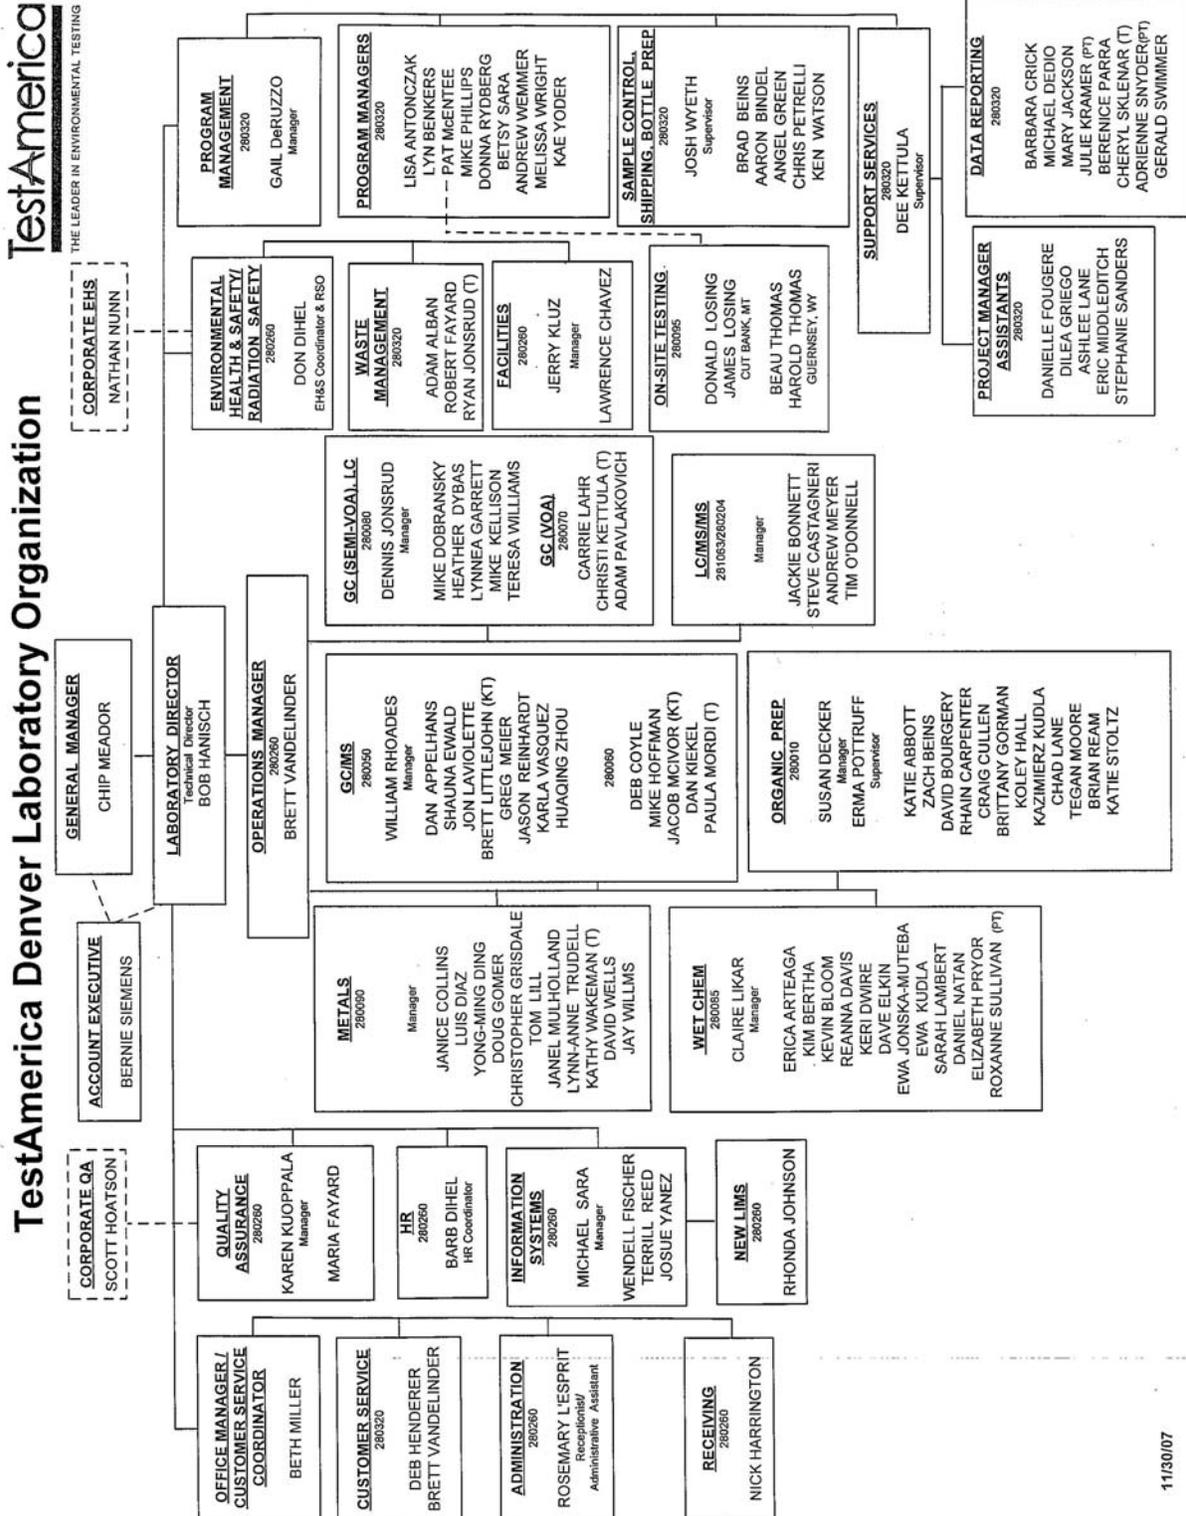 TestAmerica Denver Laboratory Organization
TestAmerica
THE LEADER IN ENVIRONMENTAL TESTING
GENERAL MANAGER
CHIP MEADOR
ACCOUNT EXECUTIVE
BERNIE SIEMENS
CORPORATE QA
SCOTT HOATSON
CORPORATE EHS
NATHAN NUNN
LABORATORY DIRECTOR
Technical Director
BOB HANISCH
OPERATIONS MANAGER
280260
BRETT VANDELINDER
OFFICE MANAGER /
CUSTOMER SERVICE
COORDINATOR
BETH MILLER
CUSTOMER SERVICE
280320
DEB HENDERER
BRETT VANDELINDER
ADMINISTRATION
280260
ROSEMARY L'ESPRIT
Receptionist/
Administrative Assistant
RECEIVING
280260
NICK HARRINGTON
QUALITY
ASSURANCE
280260
KAREN KUOPPALA
Manager
MARIA FAYARD
HR
280260
BARB DIHEL
HR Coordinator
INFORMATION
SYSTEMS
280260
MICHAEL SARA
Manager
WENDELL FISCHER
TERRILL REED
JOSUE YANEZ
NEW LIMS
280260
RHONDA JOHNSON
METALS
280090
Manager
JANICE COLLINS
LUIS DIAZ
YONG-MING DING
DOUG GOMER
CHRISTOPHER GRISDALE
TOM LILL
JANEL MULHOLLAND
LYNN-ANNE TRUDELL
KATHY WAKEMAN (T)
DAVID WELLS
JAY WILLMS
WET CHEM
280085
CLAIRE LIKAR
Manager
ERICA ARTEAGA
KIM BERTHA
KEVIN BLOOM
REANNA DAVIS
KERI DWIRE
DAVE ELKIN
EWA JONSKA-MUTEBA
EWA KUDLA
SARAH LAMBERT
DANIEL NATAN
ELIZABETH PRYOR
ROXANNE SULLIVAN (PT)
GC/MS
280050
WILLIAM RHOADES
Manager
DAN APPELHANS
SHAUNA EWALD
JON LAVIOLETTE
BRETT LITTLEJOHN (KT)
GREG MEIER
JASON REINHARDT
KARLA VASQUEZ
HUAQING ZHOU
280060
DEB COYLE
MIKE HOFFMAN
JACOB MCIVOR (KT)
DAN KIEKEL
PAULA MORDI (T)
ORGANIC PREP
280010
SUSAN DECKER
Manager
ERMA POTTRUFF
Supervisor
KATIE ABBOTT
ZACH BEINS
DAVID BOURGERY
RHAIN CARPENTER
CRAIG CULLEN
BRITTANY GORMAN
KOLEY HALL
KAZIMIERZ KUDLA
CHAD LANE
TEGAN MOORE
BRIAN REAM
KATIE STOLTZ
GC (SEMI-VOA), LC
280080
DENNIS JONSRUD
Manager
MIKE DOBRANSKY
HEATHER DYBAS
LYNNEA GARRETT
MIKE KELLISON
TERESA WILLIAMS
GC (VOA)
280070
CARRIE LAHR
CHRISTI KETTULA (T)
ADAM PAVLAKOVICH
LC/MS/MS
281063/280204
Manager
JACKIE BONNETT
STEVE CASTAGNERI
ANDREW MEYER
TIM O'DONNELL
ENVIRONMENTAL
HEALTH & SAFETY/
RADIATION SAFETY
280260
DON DIHEL
EH&S Coordinator & RSO
WASTE
MANAGEMENT
280320
ADAM ALBAN
ROBERT FAYARD
RYAN JONSRUD (T)
FACILITIES
280260
JERRY KLUZ
Manager
LAWRENCE CHAVEZ
ON-SITE TESTING
280095
DONALD LOSING
JAMES LOSING
CUT BANK, MT
BEAU THOMAS
HAROLD THOMAS
GUERNSEY, WY
PROGRAM
MANAGEMENT
280320
GAIL DeRUZZO
Manager
PROGRAM MANAGERS
280320
LISA ANTONCZAK
LYN BENKERS
PAT McENTEE
MIKE PHILLIPS
DONNA RYDBERG
BETSY SARA
ANDREW WEMMER
MELISSA WRIGHT
KAE YODER
SAMPLE CONTROL,
SHIPPING, BOTTLE PREP
280320
JOSH WYETH
Supervisor
BRAD BEINS
AARON BINDEL
ANGEL GREEN
CHRIS PETRELLI
KEN WATSON
SUPPORT SERVICES
280320
DEE KETTULA
Supervisor
PROJECT MANAGER
ASSISTANTS
280320
DANIELLE FOUGERE
DILEA GRIEGO
ASHLEE LANE
ERIC MIDDLEDITCH
STEPHANIE SANDERS
DATA REPORTING
280320
BARBARA CRICK
MICHAEL DEDIO
MARY JACKSON
JULIE KRAMER (PT)
BERENICE PARRA
CHERYL SKLENAR (T)
ADRIENNE SNYDER(PT)
GERALD SWIMMER
11/30/07